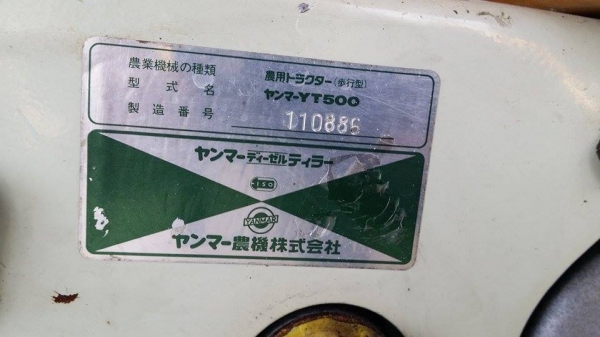 農業機械の種類 農用トラクター(歩行型)
型式名 ヤンマーYT500
製造番号 110886
ヤンマーディーゼルティラー
ISO
YANMAR
ヤンマー農機株式会社